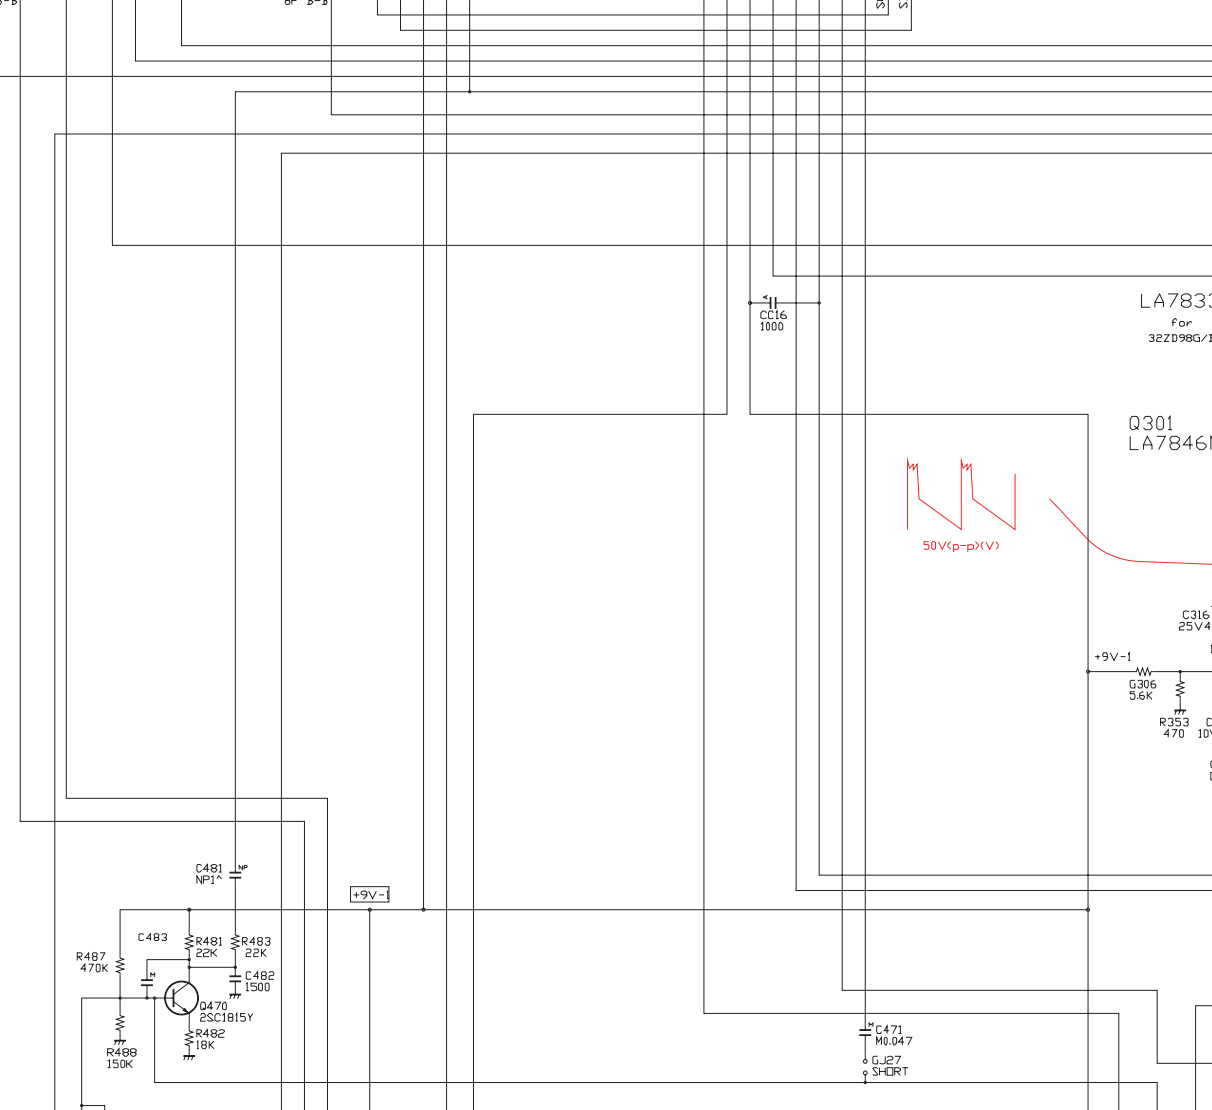 CC16
1000
LA783
for
32ZD98G/
Q301
LA7846
50V(p-p)(V)
C316
25V4
+9V-1
G306
5.6K
R353
470
10V
C481
NP
NP1^
+9V-1
C483
R481
22K
R483
22K
R487
470K
M
C482
1500
Q470
2SC1815Y
R482
18K
R488
150K
M
C471
M0.047
GJ27
SHORT